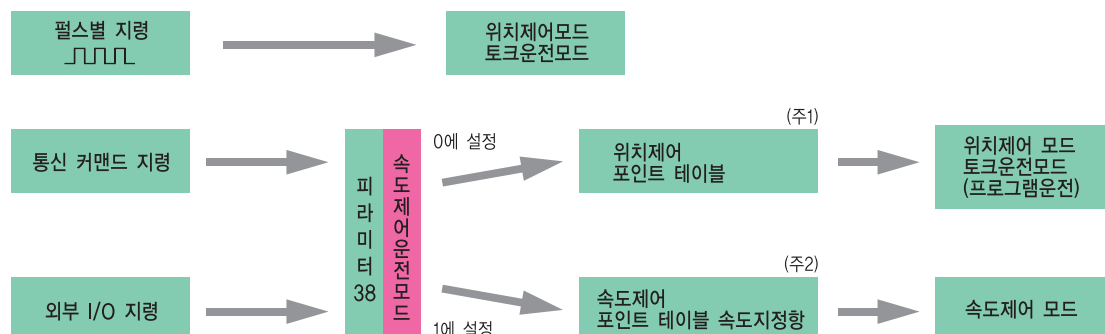 펄스별 지령
위치제어모드
토크운전모드
통신 커맨드 지령
외부 I/O 지령
피라미터 38
속도제어운전모드
0에 설정
1에 설정
(주1)
위치제어
포인트 테이블
위치제어 모드
토크운전모드
(프로그램운전)
(주2)
속도제어
포인트 테이블 속도지정항
속도제어 모드